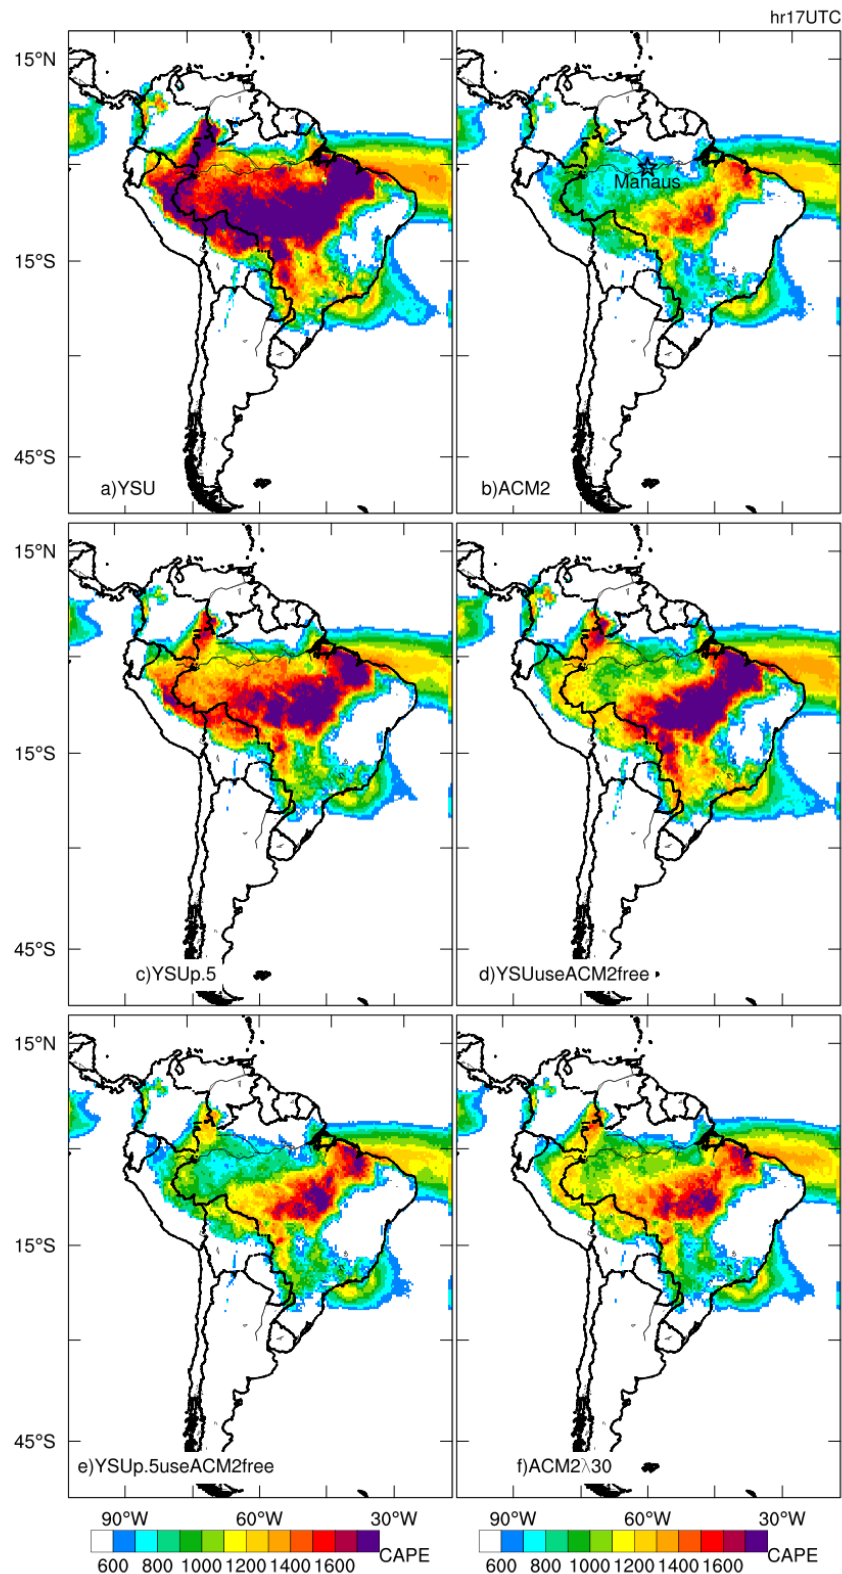 hr17UTC
15°N
15°S
45°S
a)YSU
Manaus
b)ACM2
15°N
15°S
45°S
c)YSUp.5
d)YSUuseACM2free
15°N
15°S
45°S
e)YSUp.5useACM2free
f)ACM2λ30
90°W 60°W 30°W
90°W 60°W 30°W
600 800 1000 1200 1400 1600 CAPE
600 800 1000 1200 1400 1600 CAPE